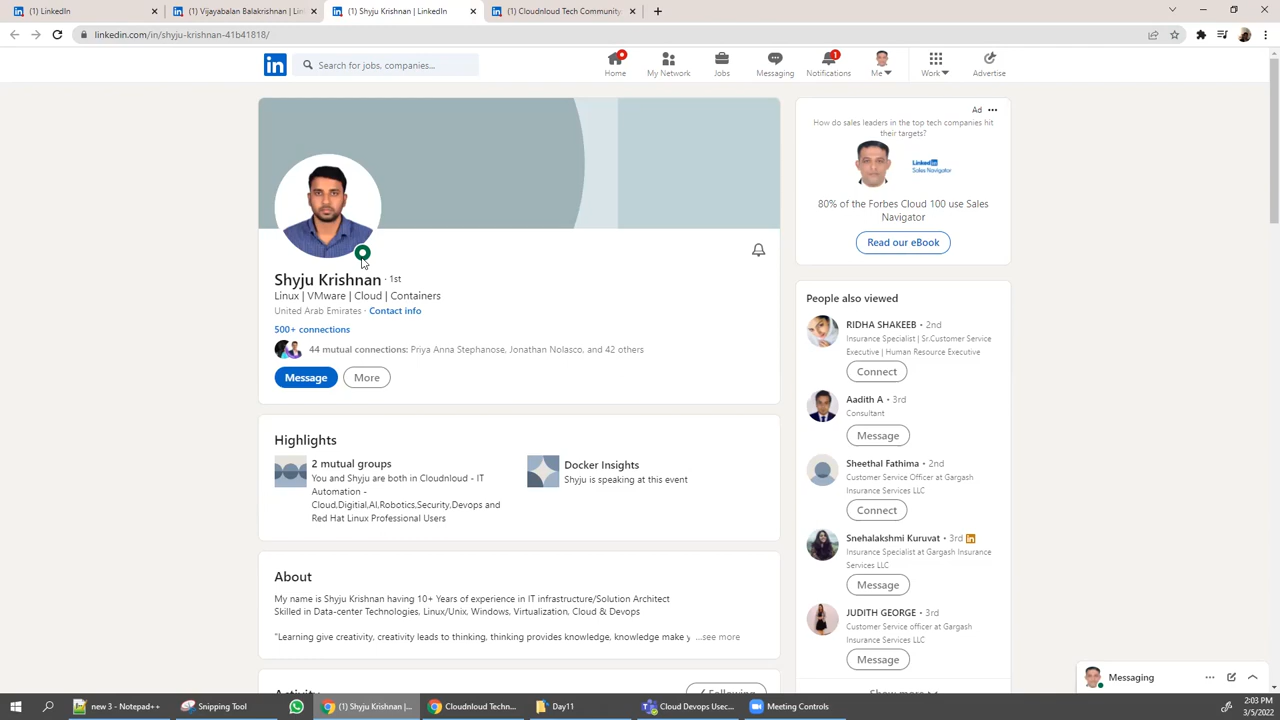 LinkedIn
(1) Vijayabalan Balakrishnan | Lin
(1) Shyju Krishnan | LinkedIn
(1) Cloudnloud Tech Community:
linkedin.com/in/shyju-krishnan-41b41818/
in
Search for jobs, companies...
Home
My Network
Jobs
Messaging
1
Notifications
Me
Work
Advertise
Shyju Krishnan · 1st
Linux | VMware | Cloud | Containers
United Arab Emirates · Contact info
500+ connections
44 mutual connections: Priya Anna Stephanose, Jonathan Nolasco, and 42 others
Message
More
Highlights
2 mutual groups
You and Shyju are both in Cloudnloud - IT
Automation -
Cloud,Digitial,AI,Robotics,Security,Devops and
Red Hat Linux Professional Users
Docker Insights
Shyju is speaking at this event
About
My name is Shyju Krishnan having 10+ Years of experience in IT infrastructure/Solution Architect
Skilled in Data-center Technologies, Linux/Unix, Windows, Virtualization, Cloud & Devops
"Learning give creativity, creativity leads to thinking, thinking provides knowledge, knowledge make y ...see more
Activity
Following
Ad
How do sales leaders in the top tech companies hit
their targets?
LinkedIn
Sales Navigator
80% of the Forbes Cloud 100 use Sales
Navigator
Read our eBook
People also viewed
RIDHA SHAKEEB · 2nd
Insurance Specialist | Sr.Customer Service
Executive | Human Resource Executive
Connect
Aadith A · 3rd
Consultant
Message
Sheethal Fathima · 2nd
Customer Service Officer at Gargash
Insurance Services LLC
Connect
Snehalakshmi Kuruvat · 3rd in
Insurance Specialist at Gargash Insurance
Services LLC
Message
JUDITH GEORGE · 3rd
Customer Service officer at Gargash
Insurance Services LLC
Message
Show more
Messaging
new 3 - Notepad++
Snipping Tool
(1) Shyju Krishnan |...
Cloudnloud Techn...
Day11
Cloud Devops Usec...
Meeting Controls
2:03 PM
3/5/2022